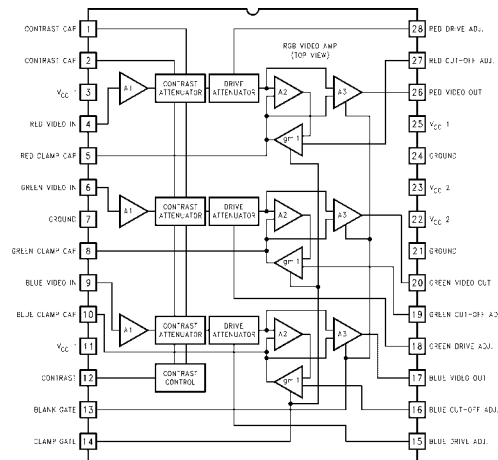 CONTRAST CAP 1
CONTRAST CAP 2
VCC 1 3
RED VIDEO IN 4
RED CLAMP CAP 5
GREEN VIDEO IN 6
GROUND 7
GREEN CLAMP CAP 8
BLUE VIDEO IN 9
BLUE CLAMP CAP 10
VCC 1 11
CONTRAST 12
BLANK GATE 13
CLAMP GATE 14
RGB VIDEO AMP
(TOP VIEW)
A1
CONTRAST
ATTENUATOR
DRIVE
ATTENUATOR
A2
A3
gm 1
A1
CONTRAST
ATTENUATOR
DRIVE
ATTENUATOR
A2
A3
gm 1
A1
CONTRAST
ATTENUATOR
DRIVE
ATTENUATOR
A2
A3
gm 1
CONTRAST
CONTROL
28 RED DRIVE ADJ.
27 RED CUT-OFF ADJ.
26 RED VIDEO OUT
25 VCC 1
24 GROUND
23 VCC 2
22 VCC 2
21 GROUND
20 GREEN VIDEO OUT
19 GREEN CUT-OFF AD
18 GREEN DRIVE ADJ.
17 BLUE VIDEO OUT
16 BLUE CUT-OFF ADJ.
15 BLUE DRIVE ADJ.